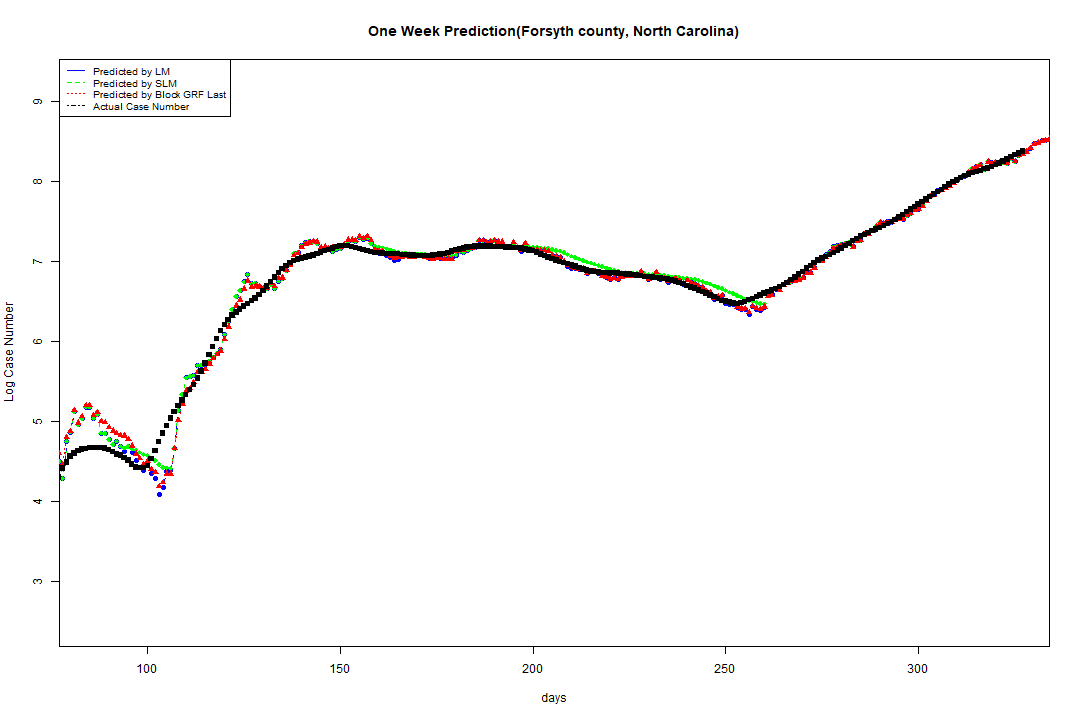 One Week Prediction(Forsyth county, North Carolina)
Predicted by LM
Predicted by SLM
Predicted by Block GRF Last
Actual Case Number
9
8
7
6
5
4
3
Log Case Number
100 150 200 250 300
days